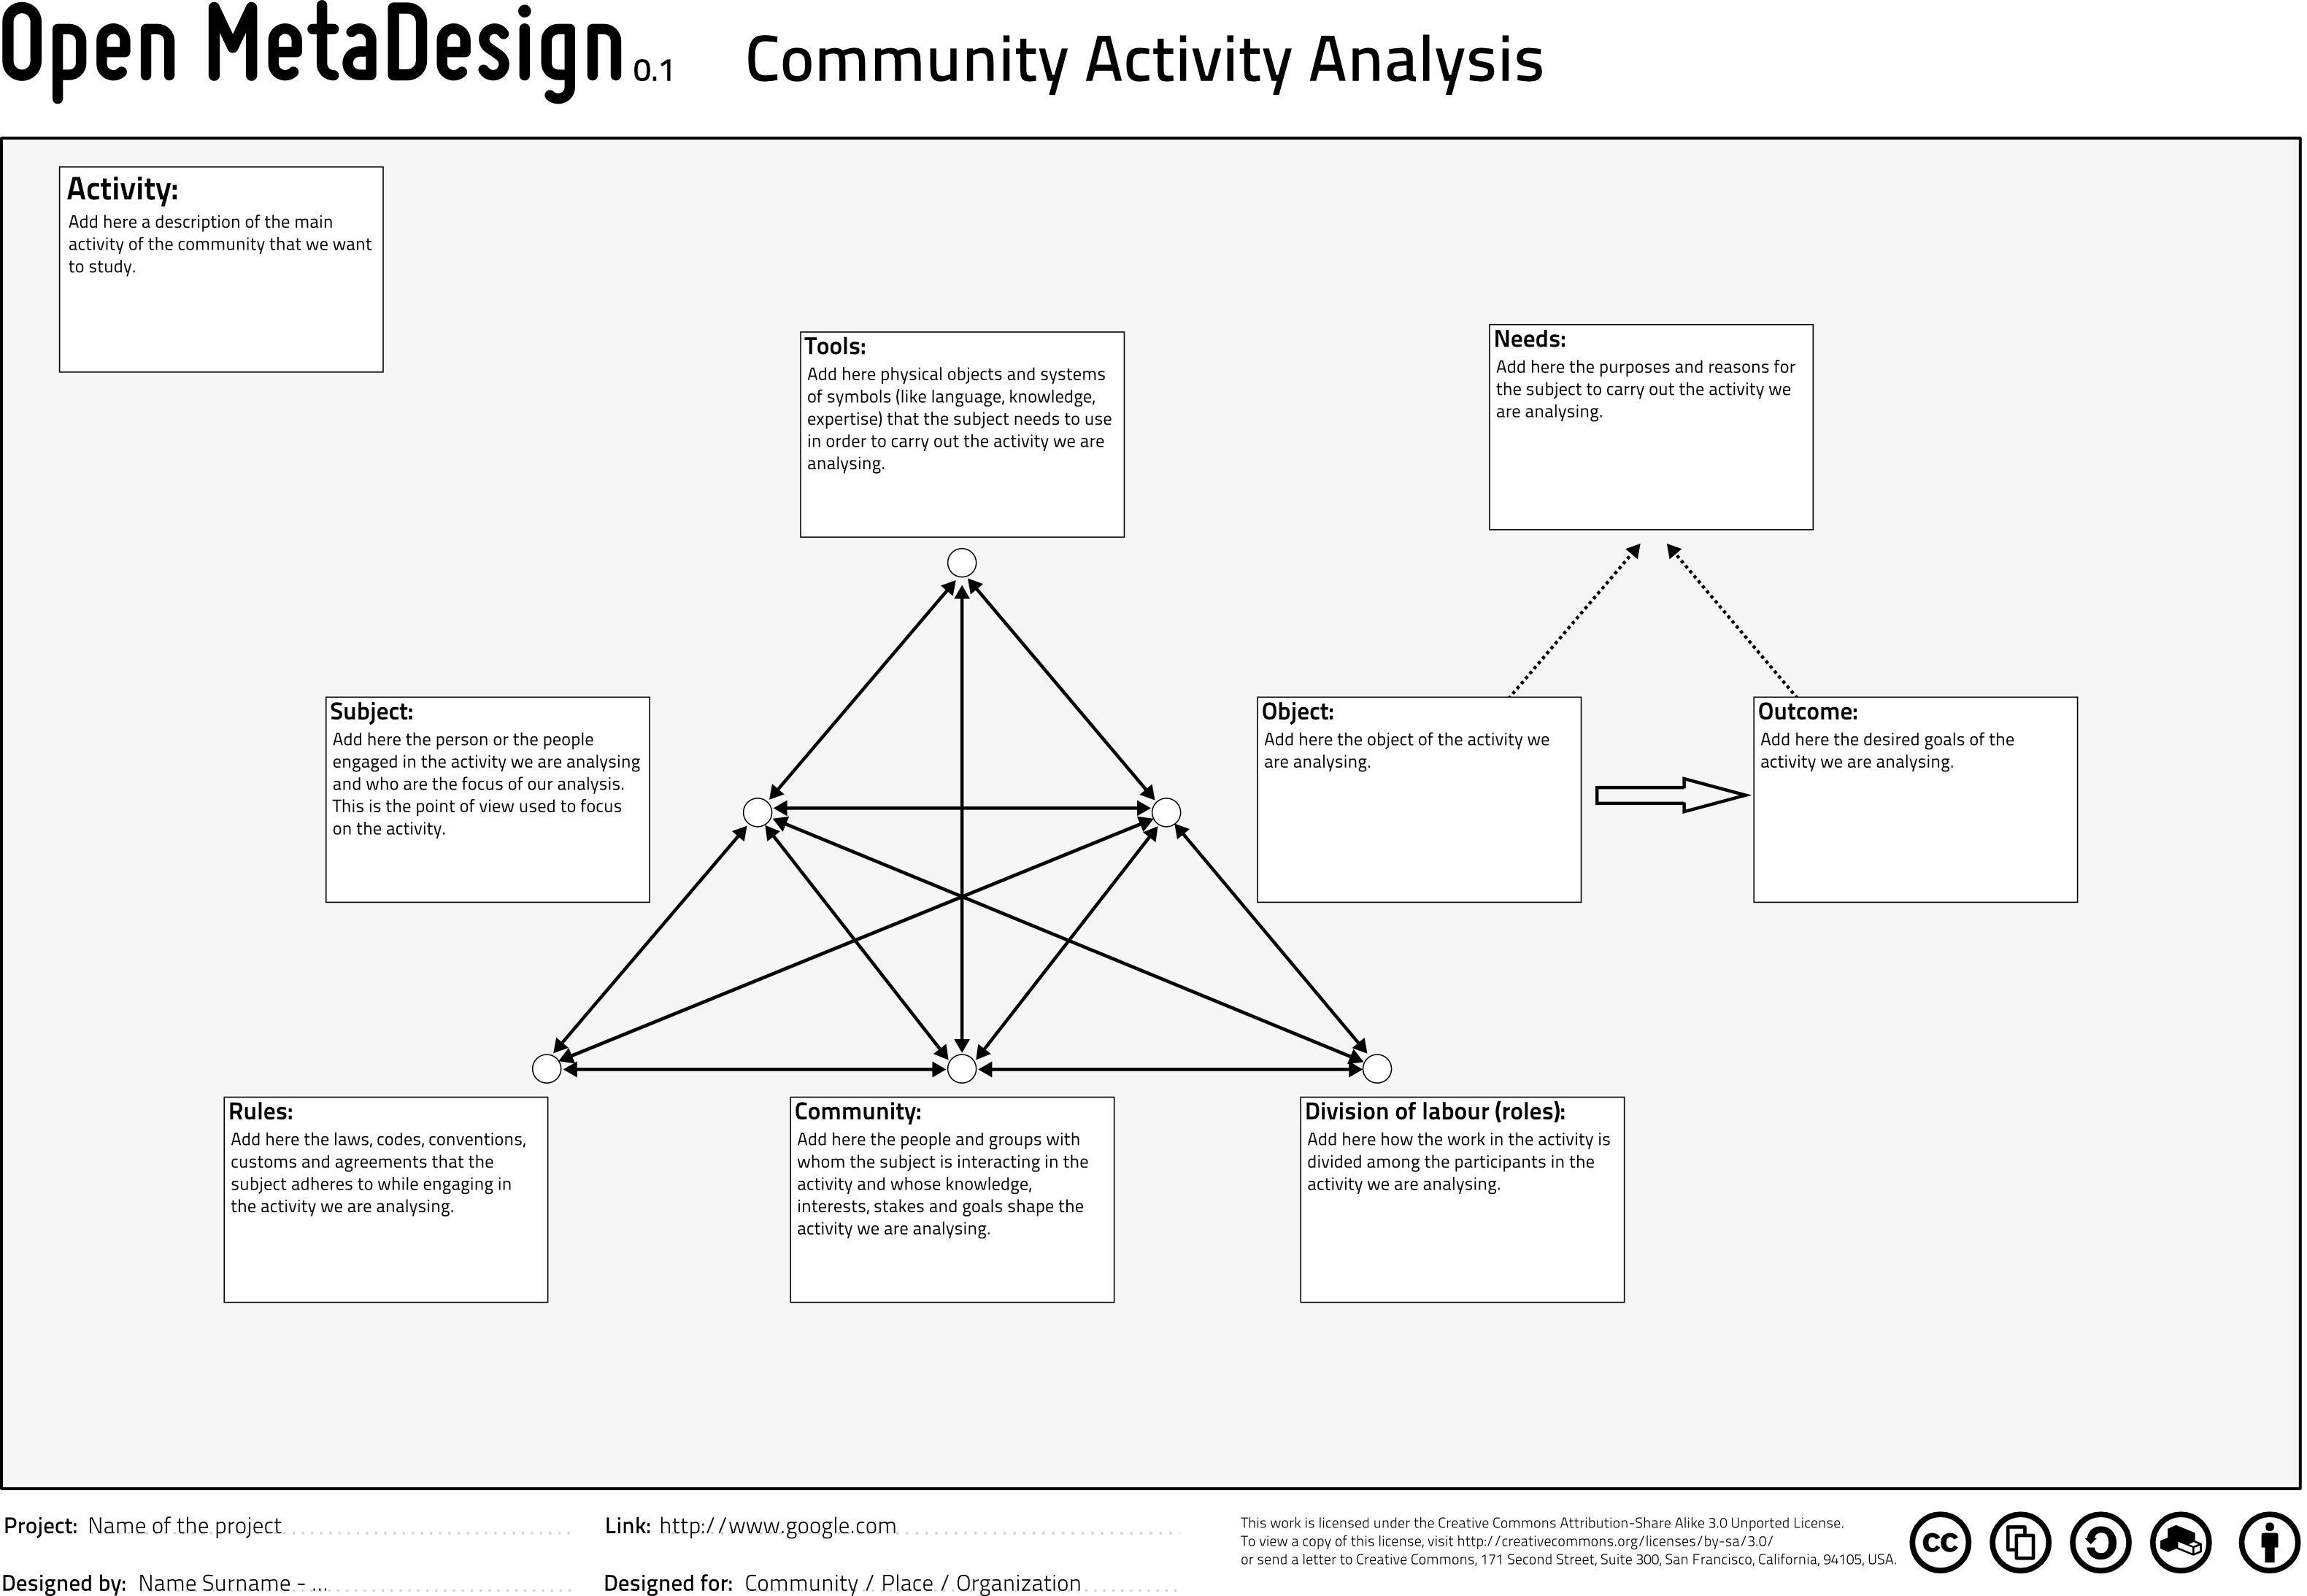 Open MetaDesign 0.1 Community Activity Analysis
Activity:
Add here a description of the main
activity of the community that we want
to study.
Tools:
Add here physical objects and systems
of symbols (like language, knowledge,
expertise) that the subject needs to use
in order to carry out the activity we are
analysing.
Needs:
Add here the purposes and reasons for
the subject to carry out the activity we
are analysing.
Subject:
Add here the person or the people
engaged in the activity we are analysing
and who are the focus of our analysis.
This is the point of view used to focus
on the activity.
Object:
Add here the object of the activity we
are analysing.
Outcome:
Add here the desired goals of the
activity we are analysing.
Rules:
Add here the laws, codes, conventions,
customs and agreements that the
subject adheres to while engaging in
the activity we are analysing.
Community:
Add here the people and groups with
whom the subject is interacting in the
activity and whose knowledge,
interests, stakes and goals shape the
activity we are analysing.
Division of labour (roles):
Add here how the work in the activity is
divided among the participants in the
activity we are analysing.
Project: Name of the project
Link: http://www.google.com
Designed by: Name Surname - ...
Designed for: Community / Place / Organization
This work is licensed under the Creative Commons Attribution-Share Alike 3.0 Unported License.
To view a copy of this license, visit http://creativecommons.org/licenses/by-sa/3.0/
or send a letter to Creative Commons, 171 Second Street, Suite 300, San Francisco, California, 94105, USA.
cc